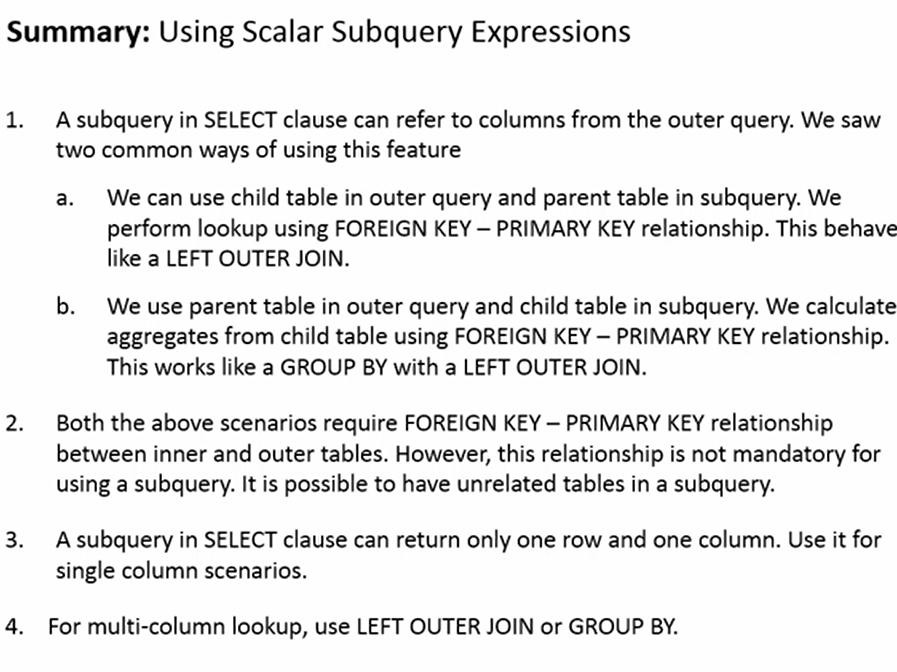 Summary: Using Scalar Subquery Expressions
1. A subquery in SELECT clause can refer to columns from the outer query. We saw
two common ways of using this feature
a. We can use child table in outer query and parent table in subquery. We
perform lookup using FOREIGN KEY – PRIMARY KEY relationship. This behave
like a LEFT OUTER JOIN.
b. We use parent table in outer query and child table in subquery. We calculate
aggregates from child table using FOREIGN KEY – PRIMARY KEY relationship.
This works like a GROUP BY with a LEFT OUTER JOIN.
2. Both the above scenarios require FOREIGN KEY – PRIMARY KEY relationship
between inner and outer tables. However, this relationship is not mandatory for
using a subquery. It is possible to have unrelated tables in a subquery.
3. A subquery in SELECT clause can return only one row and one column. Use it for
single column scenarios.
4. For multi-column lookup, use LEFT OUTER JOIN or GROUP BY.